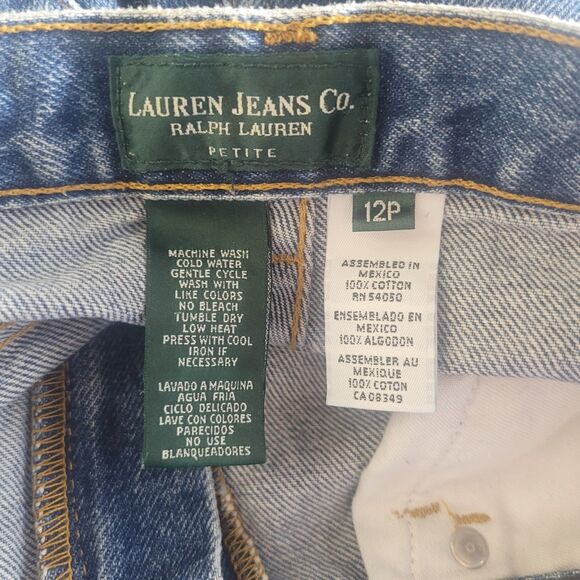 LAUREN JEANS CO.
RALPH LAUREN
PETITE
MACHINE WASH
COLD WATER
GENTLE CYCLE
WASH WITH
LIKE COLORS
NO BLEACH
TUMBLE DRY
LOW HEAT
PRESS WITH COOL
IRON IF
NECESSARY
LAVADO A MAQUINA
AGUA FRIA
CICLO DELICADO
LAVE CON COLORES
PARECIDOS
NO USE
BLANQUEADORES
12P
ASSEMBLED IN
MEXICO
100% COTTON
RN 54050
ENSEMBLADO EN
MEXICO
100% ALGODON
ASSEMBLER AU
MEXIQUE
100% COTON
CA 08349